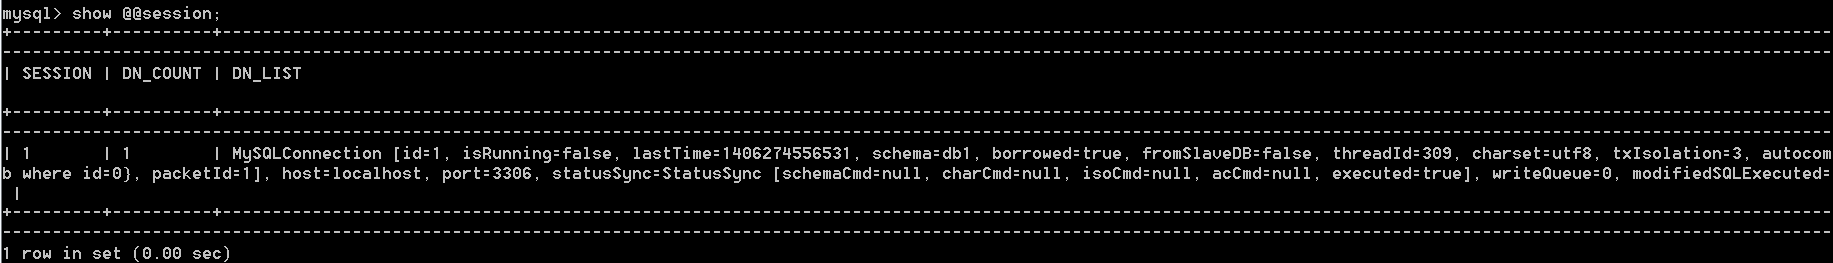 mysql> show @@session;
| SESSION | DN_COUNT | DN_LIST
| 1 | 1 | MySQLConnection [id=1, isRunning=false, lastTime=1406274556531, schema=db1, borrowed=true, fromSlaveDB=false, threadId=309, charset=utf8, txIsolation=3, autocom
b where id=0}, packetId=1], host=localhost, port=3306, statusSync=StatusSync [schemaCmd=null, charCmd=null, isoCmd=null, acCmd=null, executed=true], writeQueue=0, modifiedSQLExecuted=
|
1 row in set (0.00 sec)